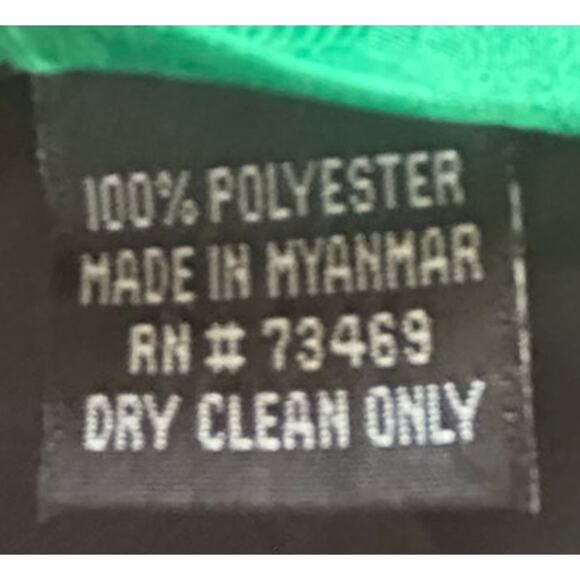 100% POLYESTER
MADE IN MYANMAR
RN # 73469
DRY CLEAN ONLY